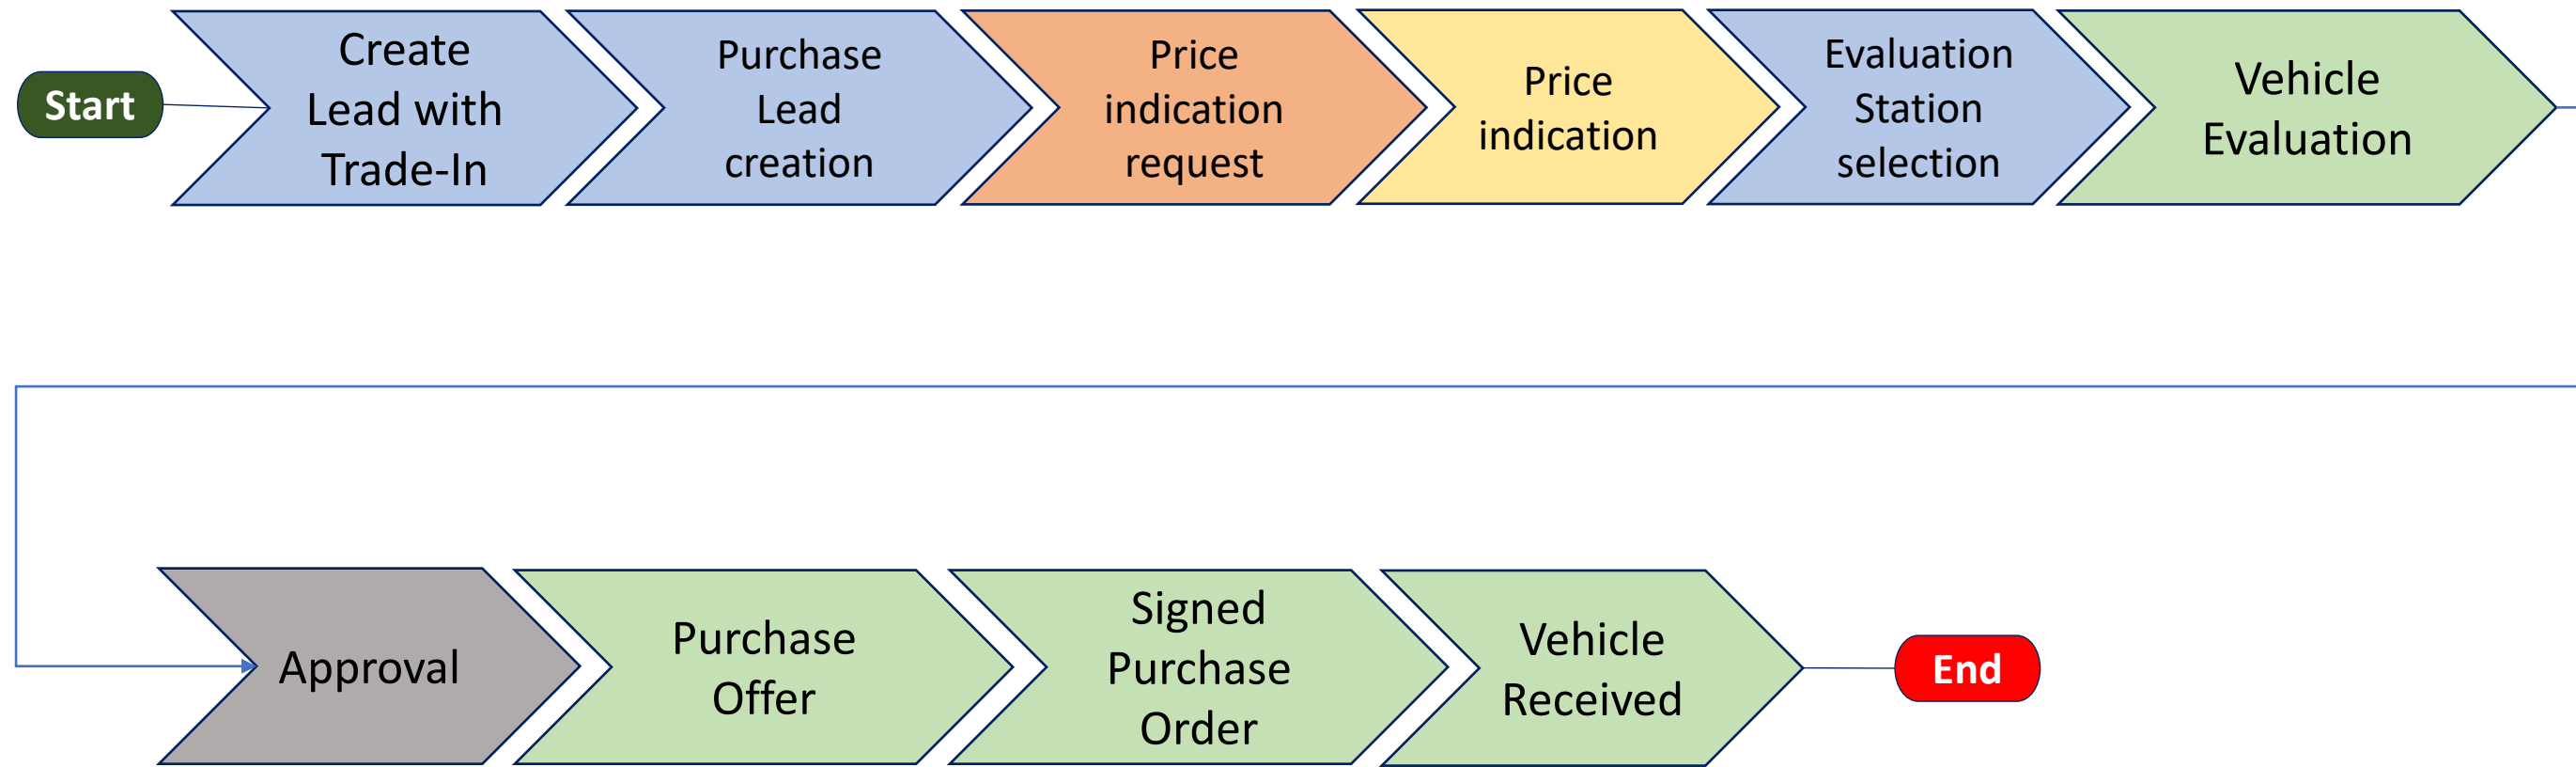 Start
Create
Lead with
Trade-In
Purchase
Lead
creation
Price
indication
request
Price
indication
Evaluation
Station
selection
Vehicle
Evaluation
Approval
Purchase
Offer
Signed
Purchase
Order
Vehicle
Received
End